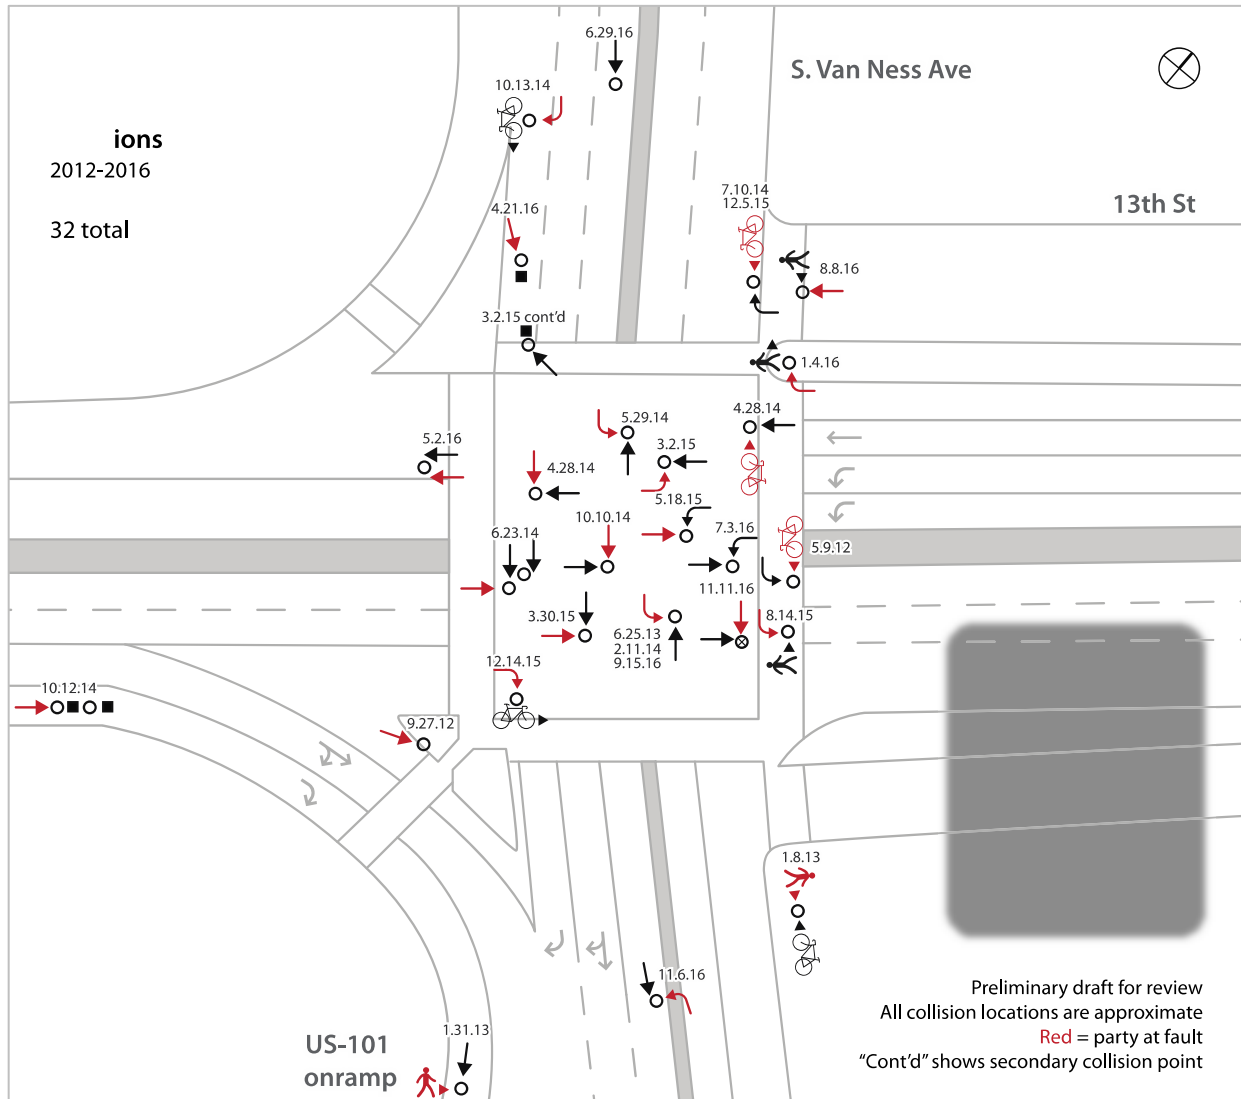 6.29.16
S. Van Ness Ave
10.13.14
ions
2012-2016
32 total
7.10.14
12.5.15
13th St
4.21.16
8.8.16
3.2.15 cont'd
1.4.16
5.29.14
4.28.14
5.2.16
3.2.15
4.28.14
5.18.15
10.10.14
7.3.16
6.23.14
5.9.12
11.11.16
3.30.15
8.14.15
6.25.13
2.11.14
9.15.16
12.14.15
10.12.14
9.27.12
1.8.13
11.6.16
Preliminary draft for review
All collision locations are approximate
Red = party at fault
“Cont'd” shows secondary collision point
1.31.13
US-101
onramp